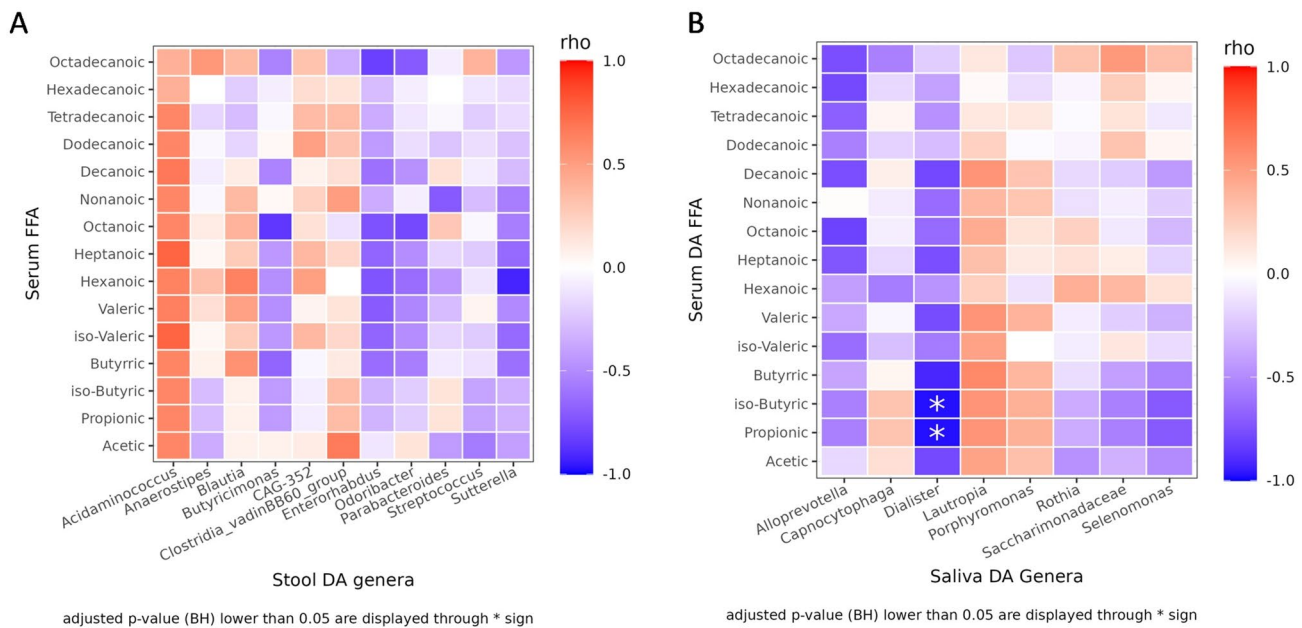 A
Octadecanoic
Hexadecanoic
Tetradecanoic
Dodecanoic
Decanoic
Nonanoic
Octanoic
Heptanoic
Hexanoic
Valeric
iso-Valeric
Butyrric
iso-Butyric
Propionic
Acetic
Serum FFA
Acidaminococcus
Anaerostipes
Blautia
Butyricimonas
CAG-352
Clostridia_vadinBB60_group
Enterorhabdus
Odoribacter
Parabacteroides
Streptococcus
Sutterella
Stool DA genera
rho
1.0
0.5
0.0
-0.5
-1.0
adjusted p-value (BH) lower than 0.05 are displayed through * sign
B
Octadecanoic
Hexadecanoic
Tetradecanoic
Dodecanoic
Decanoic
Nonanoic
Octanoic
Heptanoic
Hexanoic
Valeric
iso-Valeric
Butyrric
iso-Butyric
Propionic
Acetic
Serum DA FFA
*
*
Alloprevotella
Capnocytophaga
Dialister
Lautropia
Porphyromonas
Rothia
Saccharimonadaceae
Selenomonas
Saliva DA Genera
rho
1.0
0.5
0.0
-0.5
-1.0
adjusted p-value (BH) lower than 0.05 are displayed through * sign